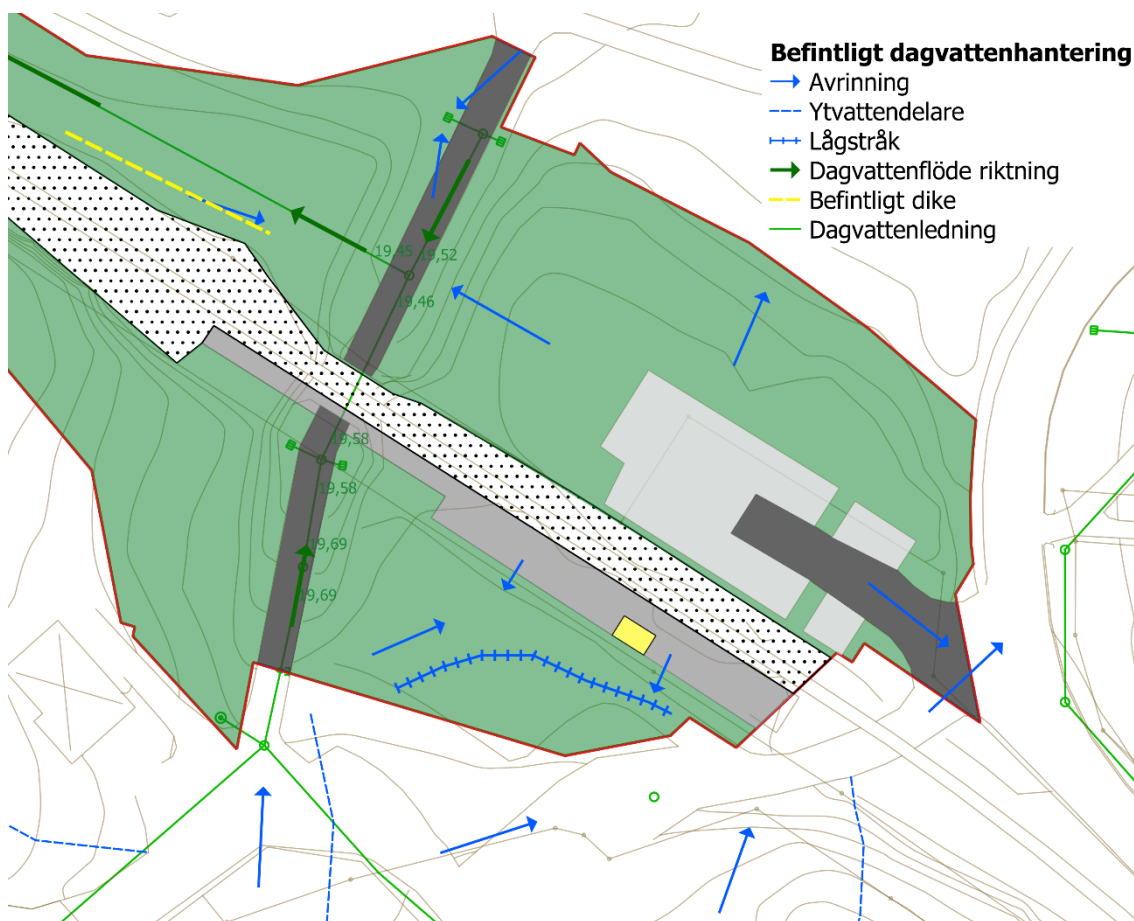 Befintligt dagvattenhantering
Avrinning
Ytvattendelare
Lågstråk
Dagvattenflöde riktning
Befintligt dike
Dagvattenledning
19,45 19,52
19,46
19,58
19,58
19,69
19,69